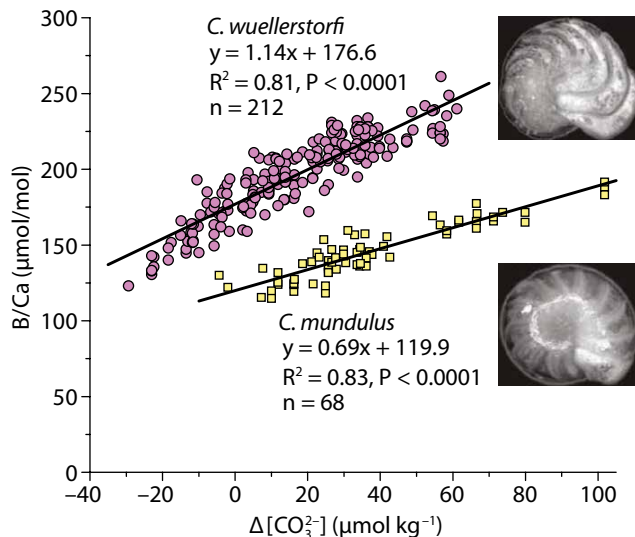 300
250
200
150
100
50
0
B/Ca (μmol/mol)
C. wuellerstorfi
y = 1.14x + 176.6
R² = 0.81, P < 0.0001
n = 212
C. mundulus
y = 0.69x + 119.9
R² = 0.83, P < 0.0001
n = 68
−40 −20 0 20 40 60 80 100
Δ[CO₃²⁻] (μmol kg⁻¹)